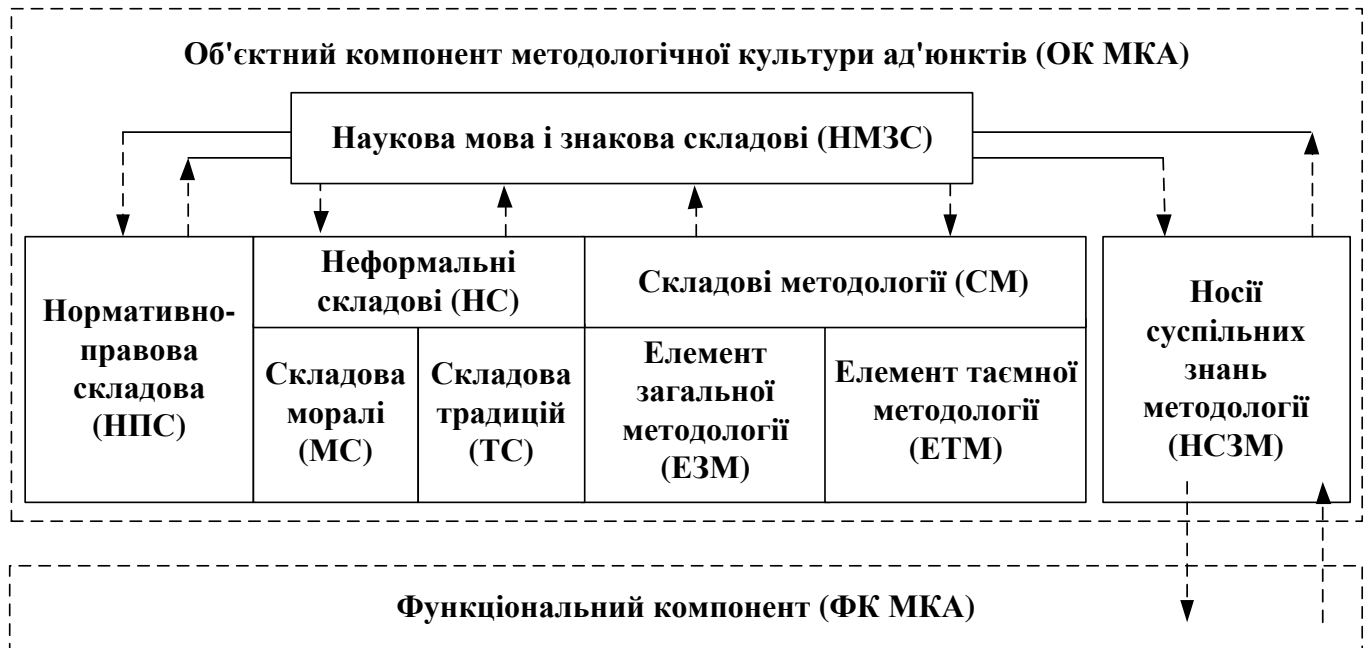 Об'єктний компонент методологічної культури ад'юнктів (ОК МКА)
Наукова мова і знакова складові (НМЗС)
Нормативно-
правова
складова
(НПС)
Неформальні
складові (НС)
Складова
моралі
(МС)
Складова
традицій
(ТС)
Складові методології (СМ)
Елемент
загальної
методології
(ЕЗМ)
Елемент таємної
методології
(ЕТМ)
Носії
суспільних
знань
методології
(НСЗМ)
Функціональний компонент (ФК МКА)